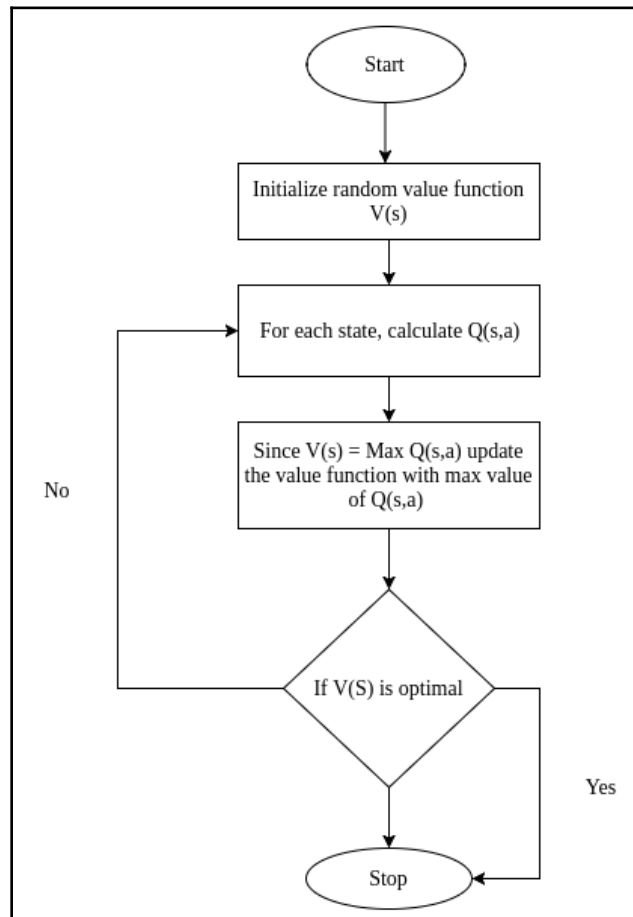 Start
Initialize random value function
V(s)
For each state, calculate Q(s,a)
Since V(s) = Max Q(s,a) update
the value function with max value
of Q(s,a)
No
If V(S) is optimal
Yes
Stop